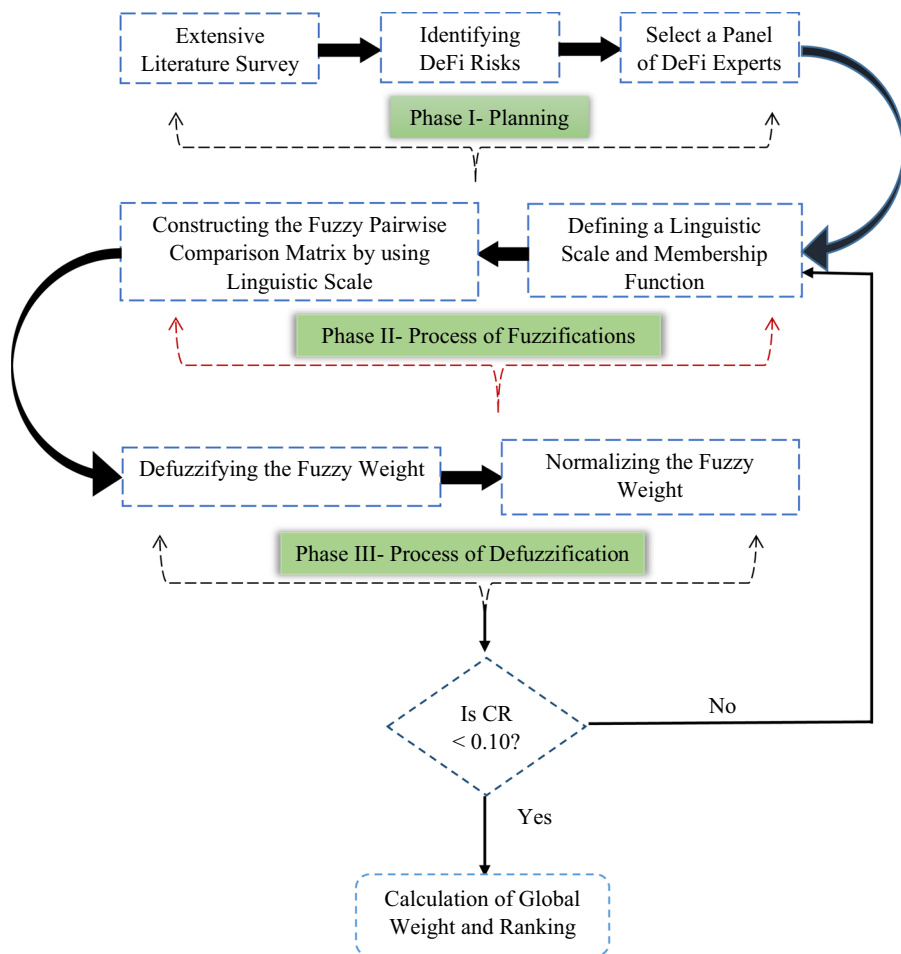 Extensive
Literature Survey
Identifying
DeFi Risks
Select a Panel
of DeFi Experts
Phase I- Planning
Constructing the Fuzzy Pairwise
Comparison Matrix by using
Linguistic Scale
Defining a Linguistic
Scale and Membership
Function
Phase II- Process of Fuzzifications
Defuzzifying the Fuzzy Weight
Normalizing the Fuzzy
Weight
Phase III- Process of Defuzzification
Is CR
< 0.10?
No
Yes
Calculation of Global
Weight and Ranking